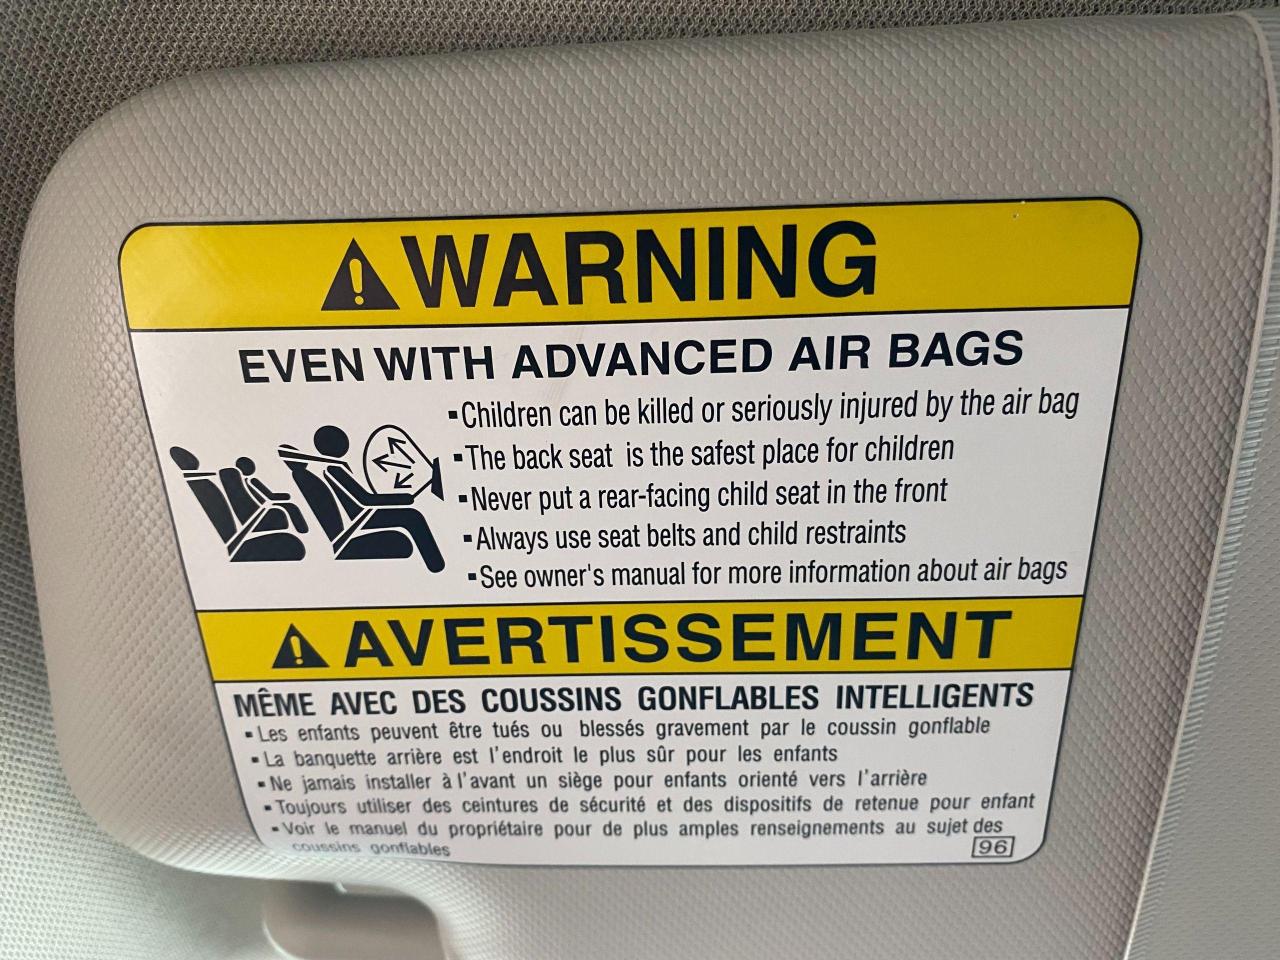 WARNING
EVEN WITH ADVANCED AIR BAGS
▪Children can be killed or seriously injured by the air bag
▪The back seat is the safest place for children
▪Never put a rear-facing child seat in the front
▪Always use seat belts and child restraints
▪See owner's manual for more information about air bags
AVERTISSEMENT
MÊME AVEC DES COUSSINS GONFLABLES INTELLIGENTS
▪Les enfants peuvent être tués ou blessés gravement par le coussin gonflable
▪La banquette arrière est l'endroit le plus sûr pour les enfants
▪Ne jamais installer à l'avant un siège pour enfants orienté vers l'arrière
▪Toujours utiliser des ceintures de sécurité et des dispositifs de retenue pour enfant
▪Voir le manuel du propriétaire pour de plus amples renseignements au sujet des
coussins gonflables
96